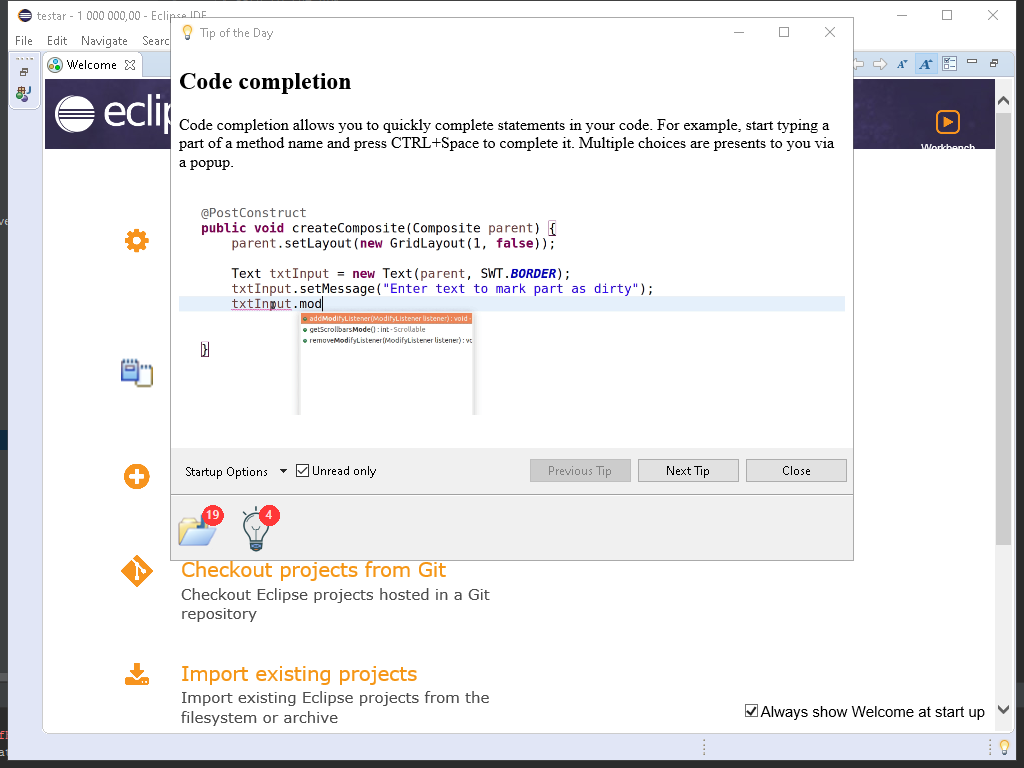 testar - 1 000 000,00 - Eclipse IDE
Tip of the Day
File Edit Navigate Searc
Welcome
eclip
Workbench
Code completion
Code completion allows you to quickly complete statements in your code. For example, start typing a
part of a method name and press CTRL+Space to complete it. Multiple choices are presents to you via
a popup.
@PostConstruct
public void createComposite(Composite parent) {
parent.setLayout(new GridLayout(1, false));
Text txtInput = new Text(parent, SWT.BORDER);
txtInput.setMessage("Enter text to mark part as dirty");
txtInput.mod
addModifyListener(ModifyListener listener) : void -
getScrollbarsMode() : int - Scrollable
removeModifyListener(ModifyListener listener) : vo
}
Startup Options Unread only Previous Tip Next Tip Close
19 4
Checkout projects from Git
Checkout Eclipse projects hosted in a Git
repository
Import existing projects
Import existing Eclipse projects from the
filesystem or archive
Always show Welcome at start up